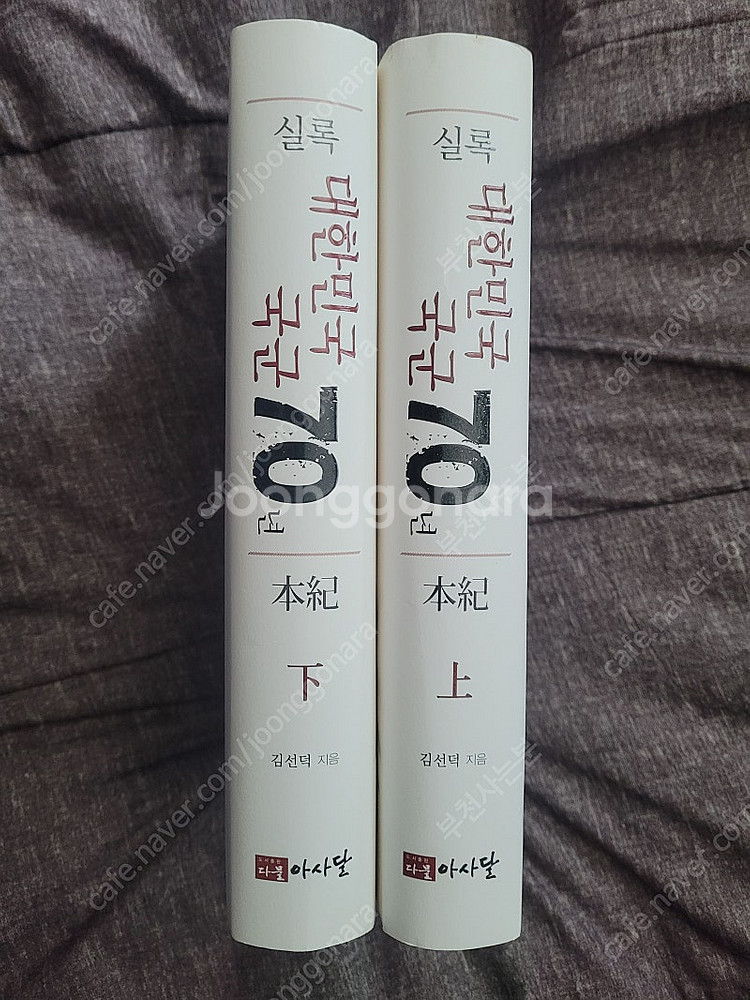 실록
대한민국
국군
70년
本紀
下
김선덕 지음
도서출판
다물
아사달
실록
대한민국
국군
70년
本紀
上
김선덕 지음
도서출판
다물
아사달
Joonggonara
cafe.naver.com/joonggonara
부천사는분